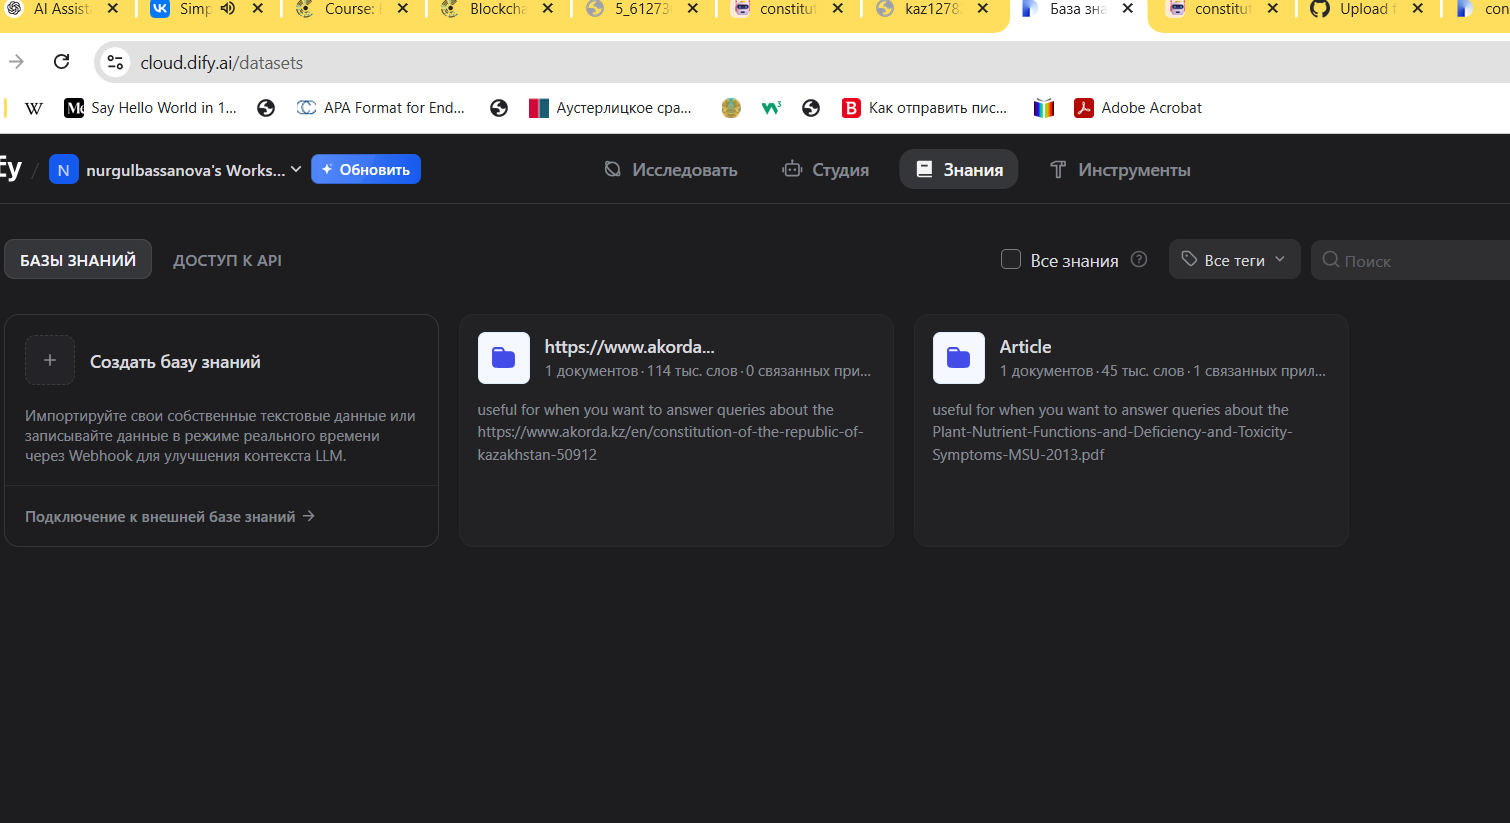 AI Assist
Simp
Course:
Blockcha
5_61273
constitut
kaz1278.
База зна
constitut
Upload f
con
cloud.dify.ai/datasets
W
Say Hello World in 1...
APA Format for End...
Аустерлицкое сра...
Как отправить пис...
Adobe Acrobat
N
nurgulbassanova's Works...
Обновить
Исследовать
Студия
Знания
Инструменты
БАЗЫ ЗНАНИЙ
ДОСТУП К API
Все знания
Все теги
Поиск
Создать базу знаний
Импортируйте свои собственные текстовые данные или
записывайте данные в режиме реального времени
через Webhook для улучшения контекста LLM.
Подключение к внешней базе знаний →
https://www.akorda...
1 документов · 114 тыс. слов · 0 связанных при...
useful for when you want to answer queries about the
https://www.akorda.kz/en/constitution-of-the-republic-of-
kazakhstan-50912
Article
1 документов · 45 тыс. слов · 1 связанных прил...
useful for when you want to answer queries about the
Plant-Nutrient-Functions-and-Deficiency-and-Toxicity-
Symptoms-MSU-2013.pdf